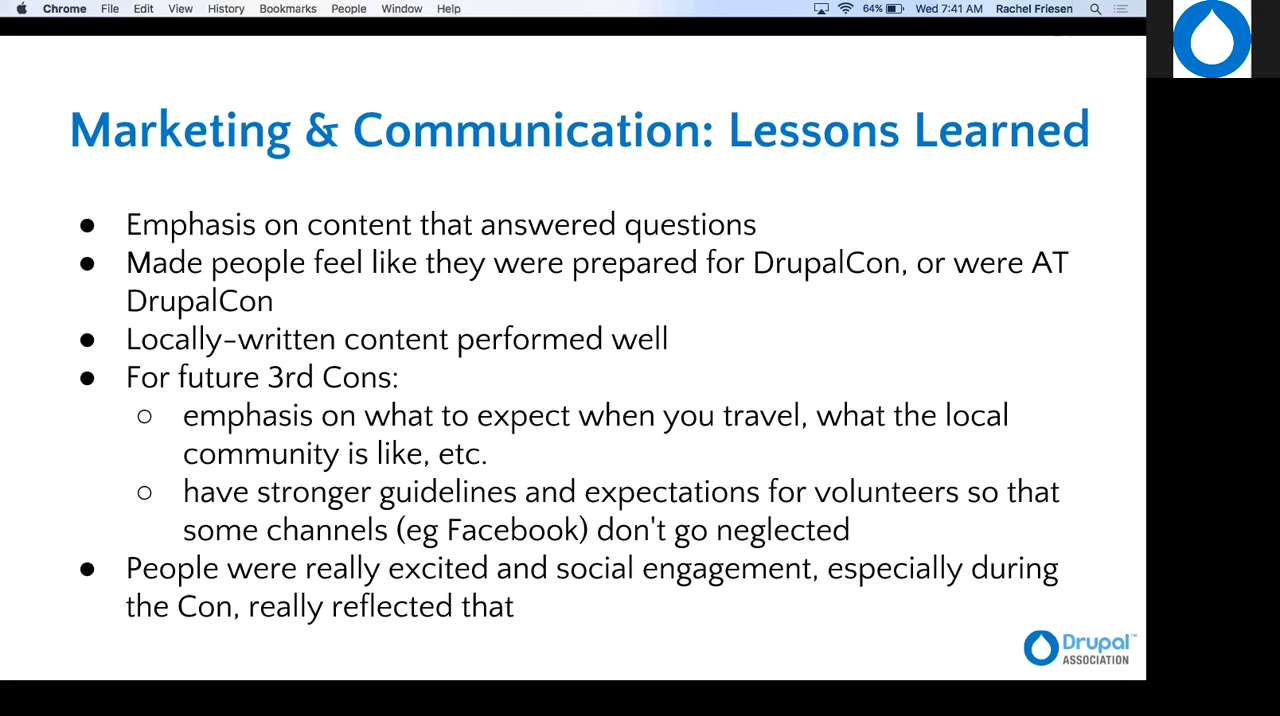 Chrome File Edit View History Bookmarks People Window Help 64% Wed 7:41 AM Rachel Friesen
Marketing & Communication: Lessons Learned
● Emphasis on content that answered questions
● Made people feel like they were prepared for DrupalCon, or were AT
DrupalCon
● Locally-written content performed well
● For future 3rd Cons:
○ emphasis on what to expect when you travel, what the local
community is like, etc.
○ have stronger guidelines and expectations for volunteers so that
some channels (eg Facebook) don't go neglected
● People were really excited and social engagement, especially during
the Con, really reflected that
Drupal™
ASSOCIATION